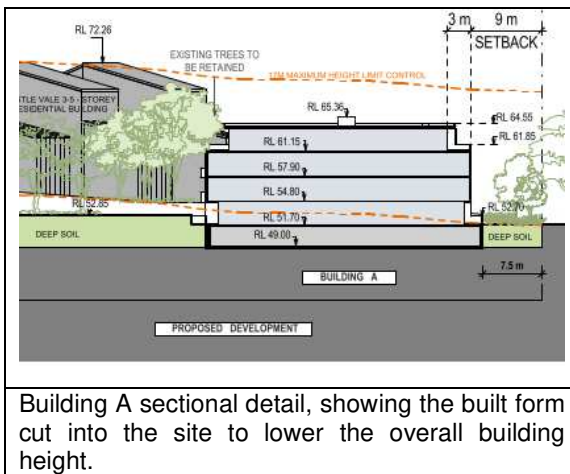 3 m 9 m
SETBACK
RL 72.26
EXISTING TREES TO
BE RETAINED
MAXIMUM HEIGHT LIMIT CONTROL
TLE VALE 3-5 - STOREY
ESIDENTIAL BUILDING
RL 65.36
RL 64.55
RL 61.85
RL 61.15
RL 57.90
RL 54.80
RL 52.85
RL 51.70
RL 52.70
RL 49.00
DEEP SOIL
DEEP SOIL
7.5 m
BUILDING A
PROPOSED DEVELOPMENT
Building A sectional detail, showing the built form
cut into the site to lower the overall building
height.